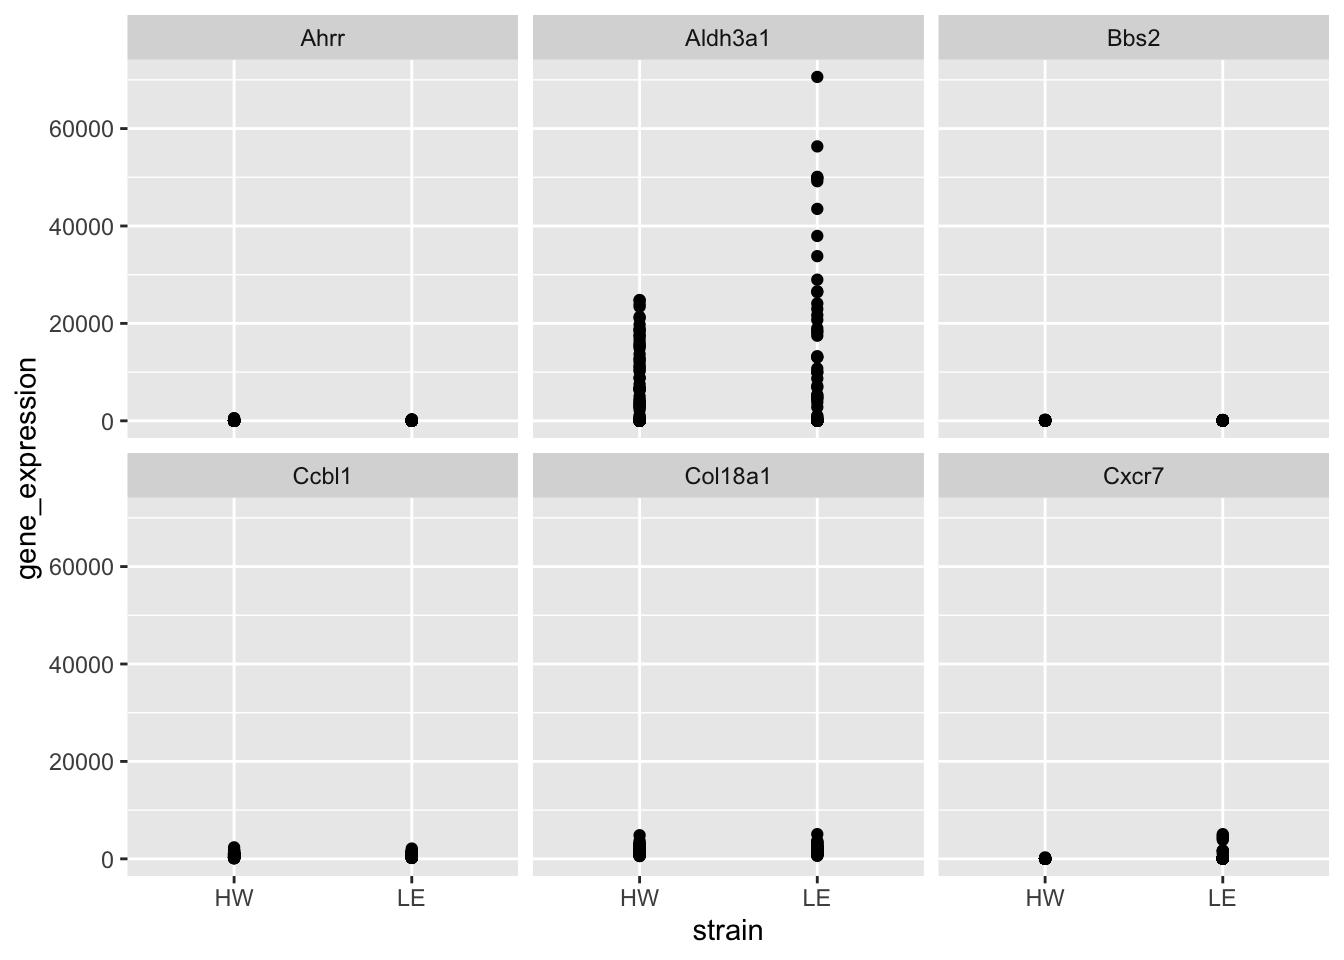 Ahrr Aldh3a1 Bbs2
60000
40000
20000
0
gene_expression
Ccbl1 Col18a1 Cxcr7
60000
40000
20000
0
HW LE HW LE HW LE
strain